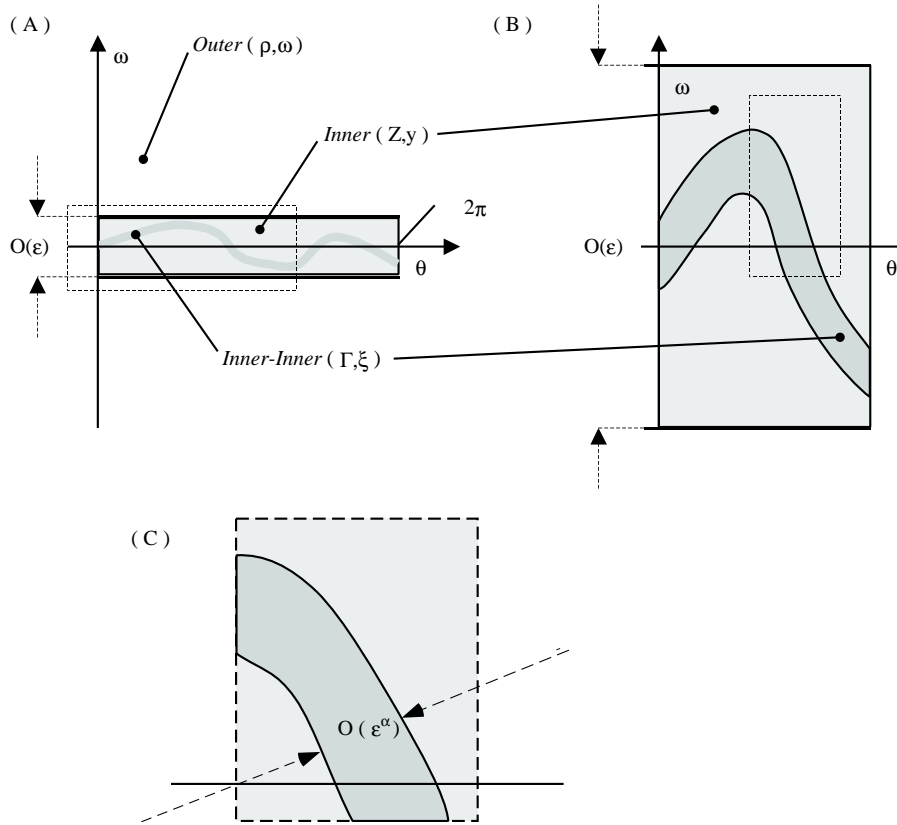 ( A )
ω
Outer ( ρ,ω)
Inner ( Z,y )
2π
O(ε)
θ
Inner-Inner ( Γ,ξ )
( B )
ω
O(ε)
θ
( C )
O ( ε^α )